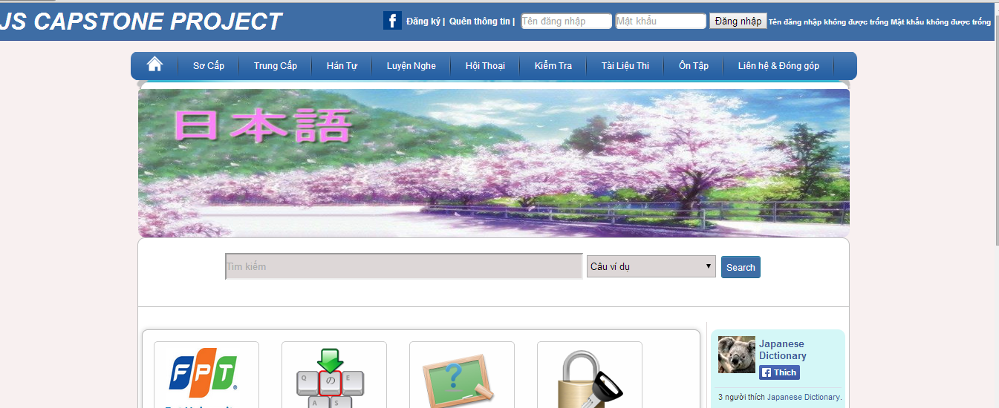 JS CAPSTONE PROJECT
Đăng ký | Quên thông tin | Tên đăng nhập Mật khẩu Đăng nhập Tên đăng nhập không được trống Mật khẩu không được trống
Sơ Cấp Trung Cấp Hán Tự Luyện Nghe Hội Thoại Kiểm Tra Tài Liệu Thi Ôn Tập Liên hệ & Đóng góp
日本語
Tìm kiếm Câu ví dụ Search
FPT
Q の E
A S
?
Japanese
Dictionary
Thích
3 người thích Japanese Dictionary.